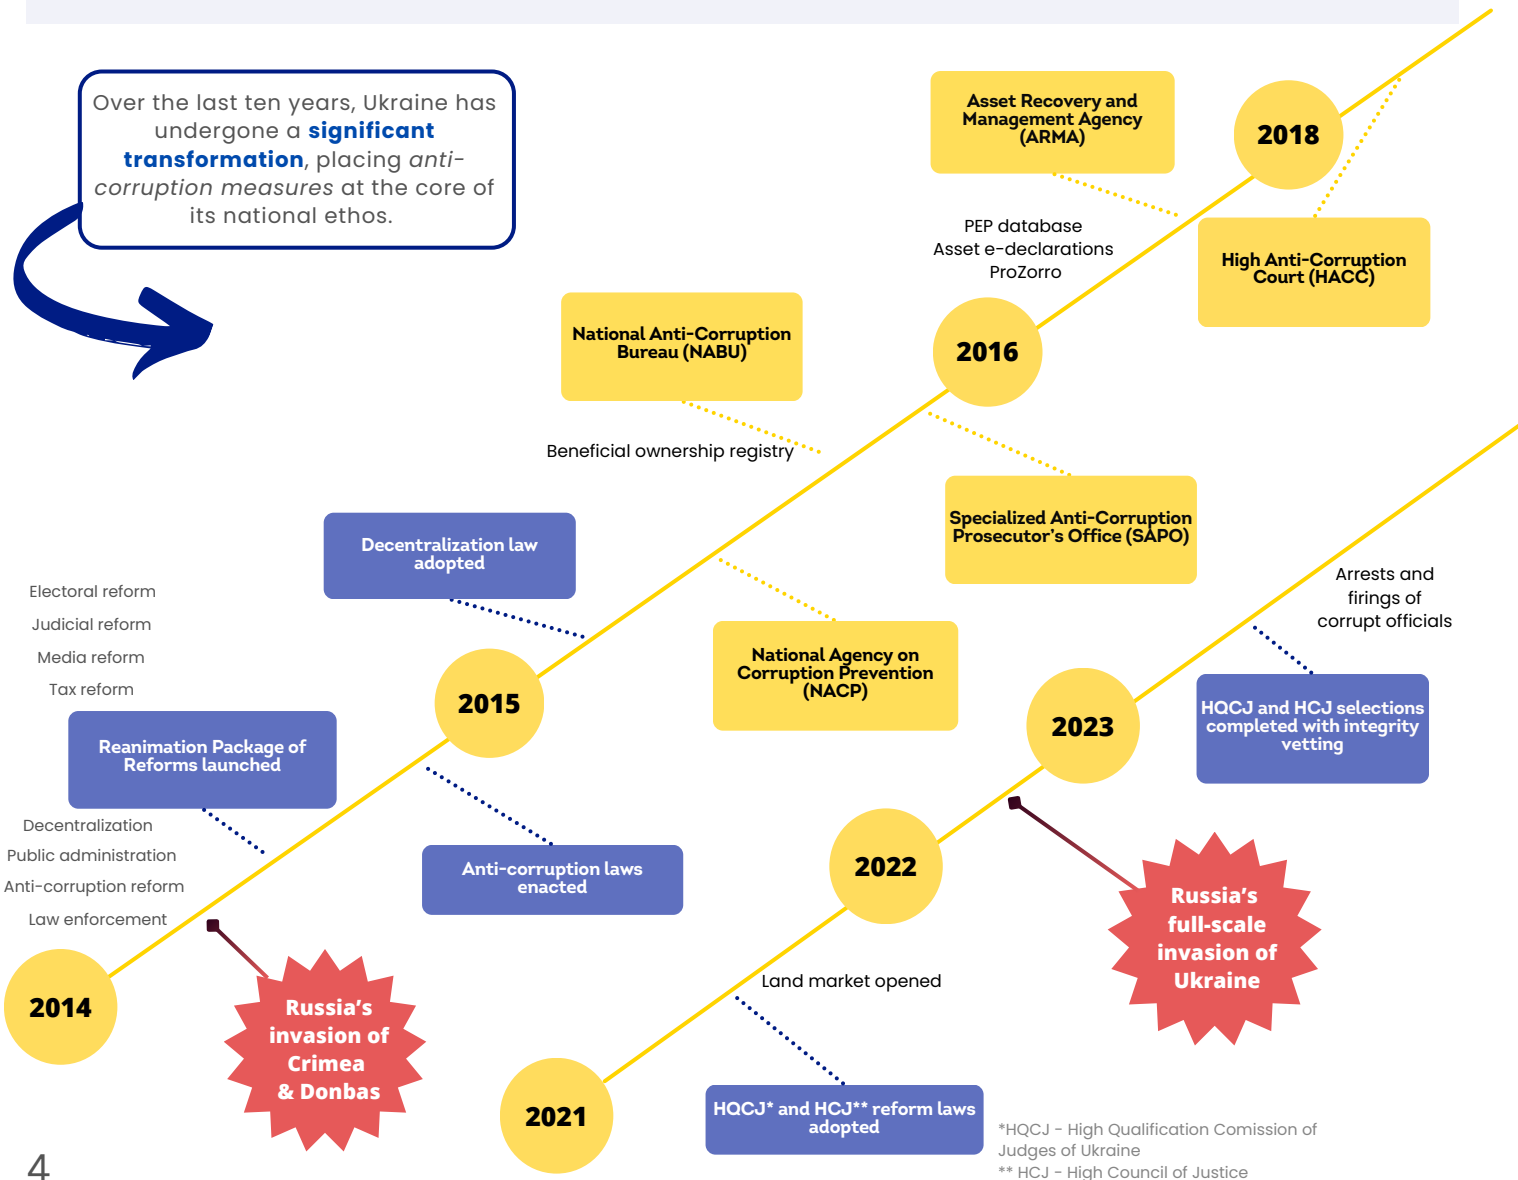 Over the last ten years, Ukraine has
undergone a significant
transformation, placing anti-
corruption measures at the core of
its national ethos.
Asset Recovery and
Management Agency
(ARMA)
2018
PEP database
Asset e-declarations
ProZorro
High Anti-Corruption
Court (HACC)
National Anti-Corruption
Bureau (NABU)
2016
Beneficial ownership registry
Specialized Anti-Corruption
Prosecutor's Office (SAPO)
Decentralization law
adopted
Electoral reform
Judicial reform
Media reform
Tax reform
2015
National Agency on
Corruption Prevention
(NACP)
Arrests and
firings of
corrupt officials
Reanimation Package of
Reforms launched
2023
HQCJ and HCJ selections
completed with integrity
vetting
Decentralization
Public administration
Anti-corruption reform
Law enforcement
Anti-corruption laws
enacted
2022
Russia's
full-scale
invasion of
Ukraine
2014
Russia's
invasion of
Crimea
& Donbas
Land market opened
2021
HQCJ* and HCJ** reform laws
adopted
*HQCJ - High Qualification Comission of
Judges of Ukraine
** HCJ - High Council of Justice
4